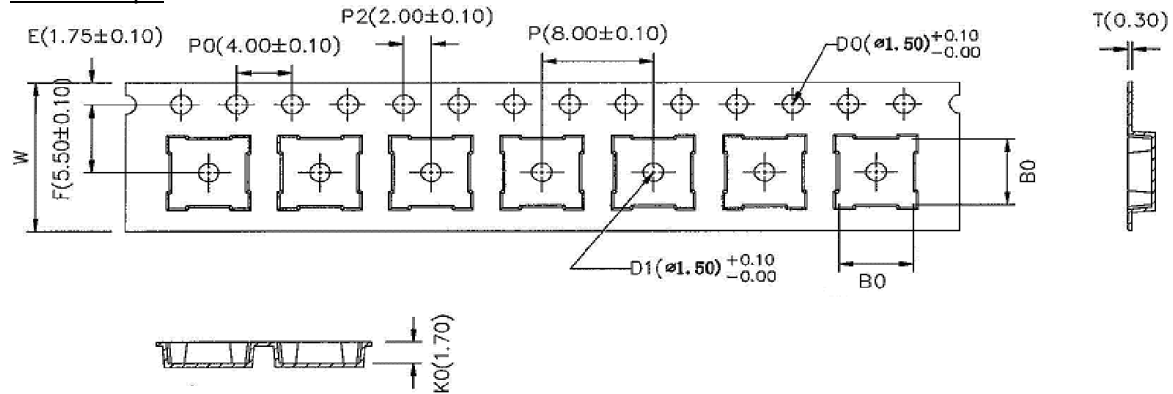 P2(2.00±0.10)
T(0.30)
E(1.75±0.10)
P0(4.00±0.10)
P(8.00±0.10)
D0(ø1.50)+0.10
-0.00
W
F(5.50±0.10)
B0
D1(ø1.50)+0.10
-0.00
B0
K0(1.70)